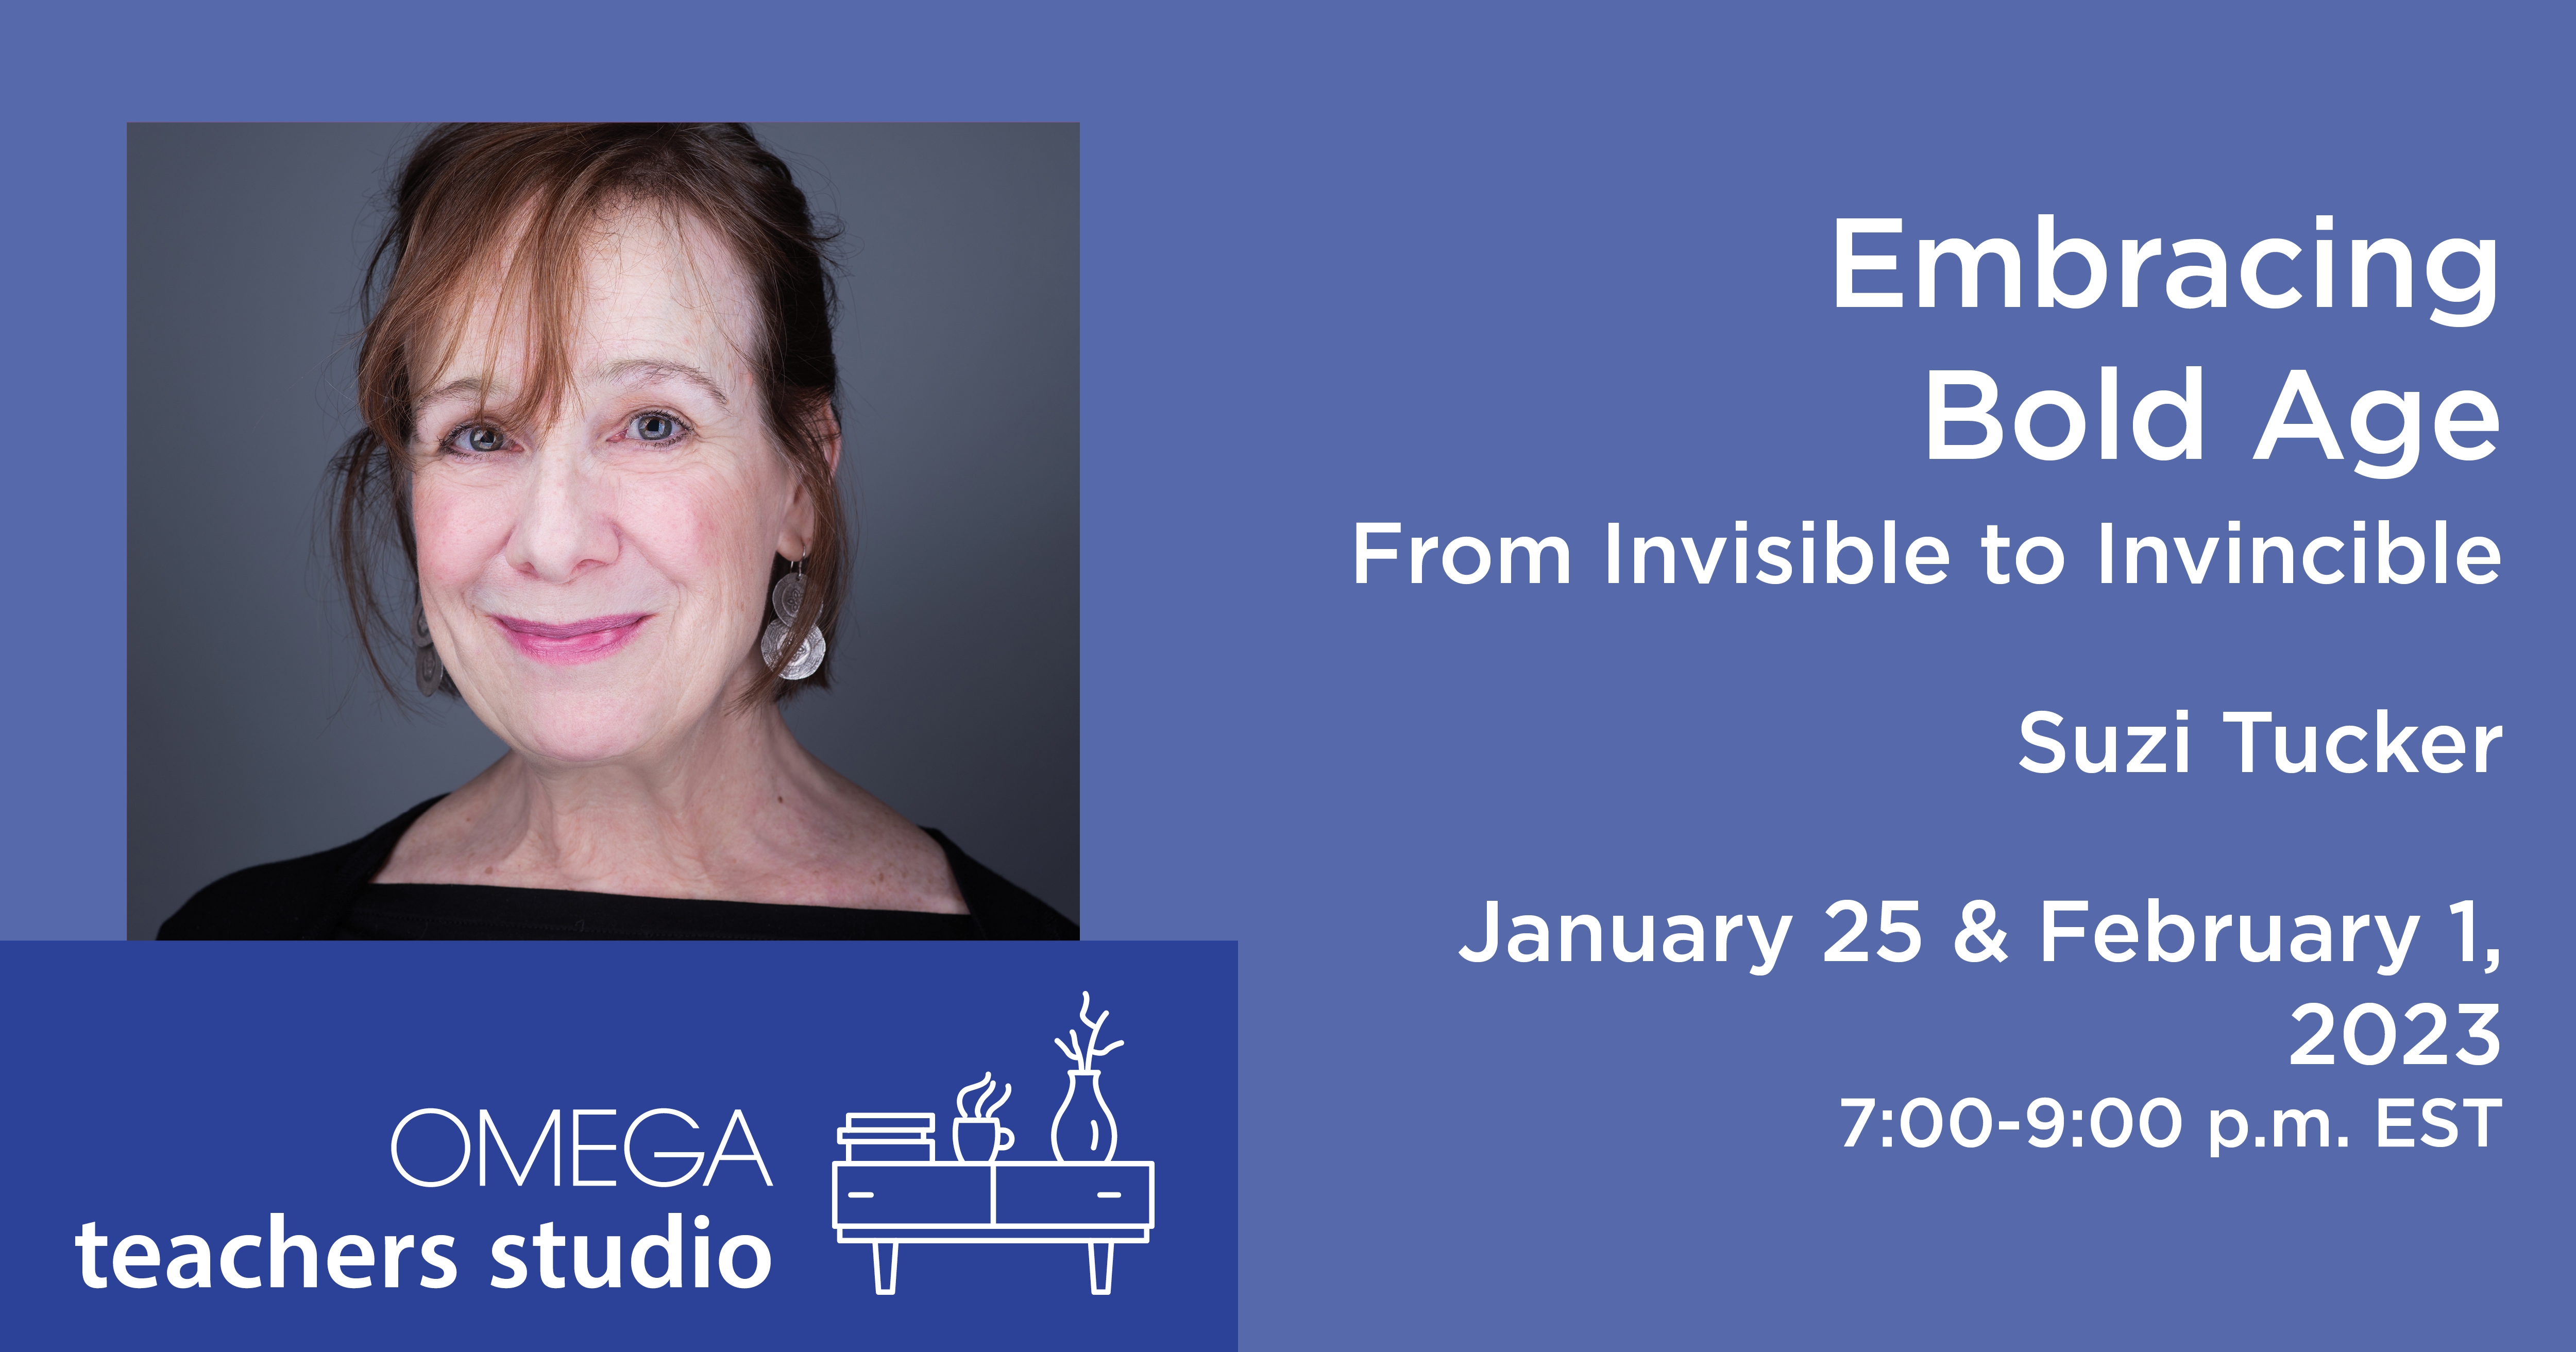 Embracing
Bold Age
From Invisible to Invincible
Suzi Tucker
January 25 & February 1,
2023
7:00-9:00 p.m. EST
OMEGA
teachers studio